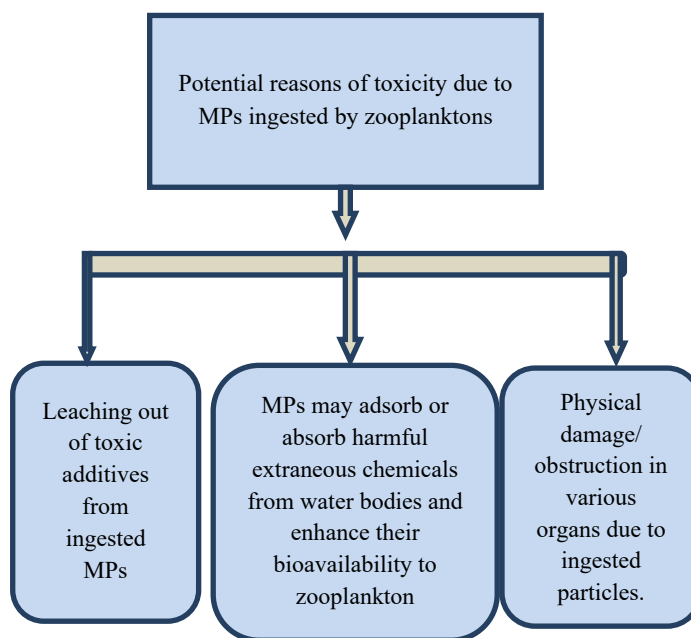 Potential reasons of toxicity due to
MPs ingested by zooplanktons
Leaching out
of toxic
additives
from
ingested
MPs
MPs may adsorb or
absorb harmful
extraneous chemicals
from water bodies and
enhance their
bioavailability to
zooplankton
Physical
damage/
obstruction in
various
organs due to
ingested
particles.